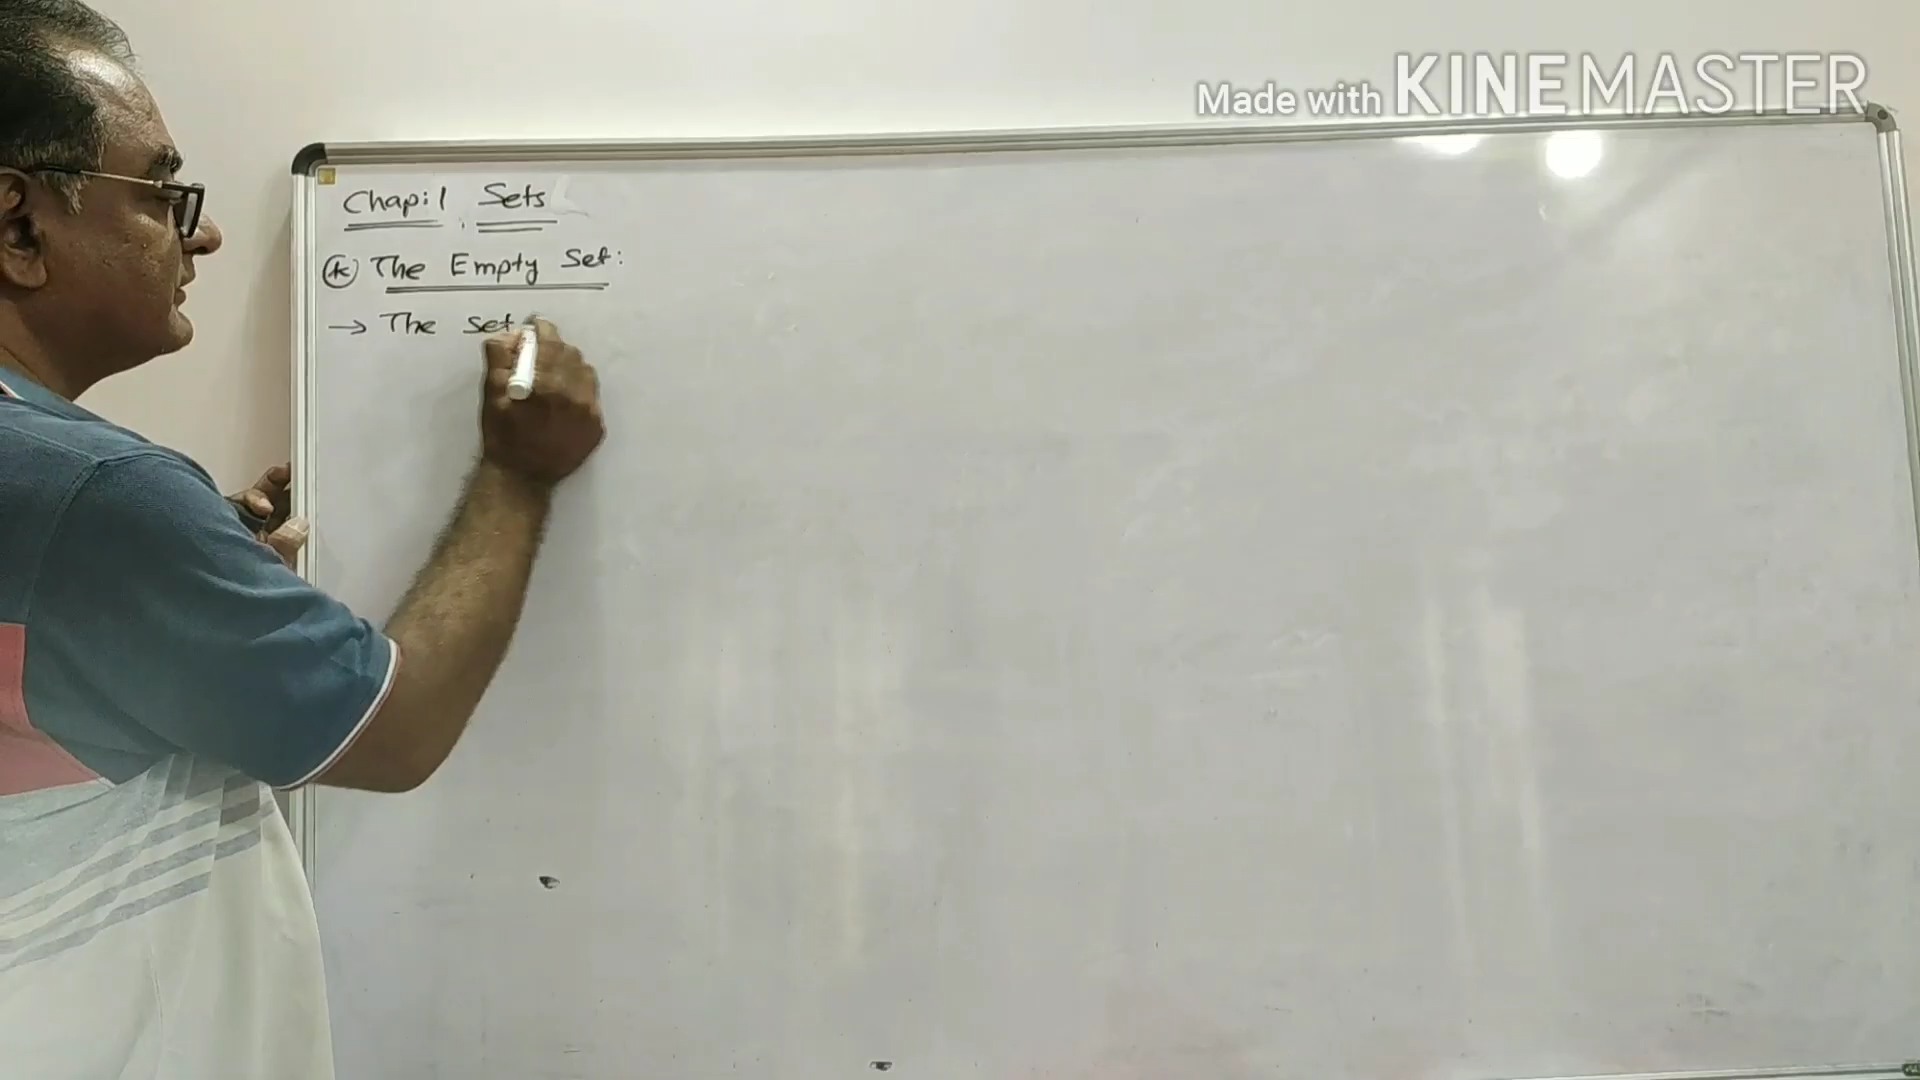 Made with KINEMASTER
Chap:1 Sets
* The Empty Set:
→ The set